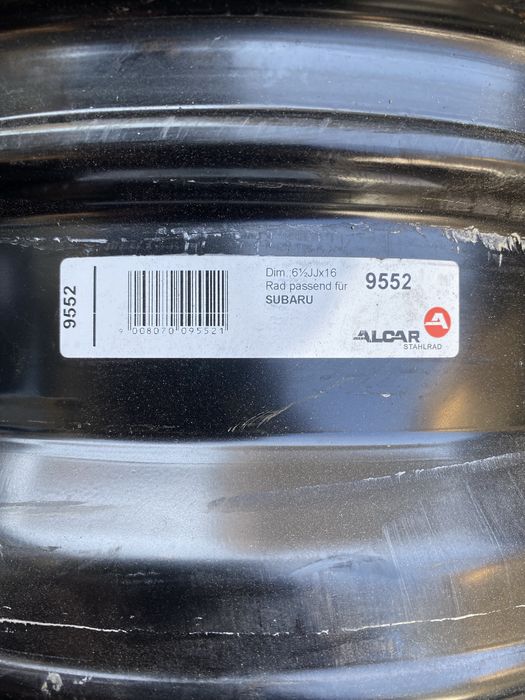 9552
9 008070 095521
Dim.:6½JJx16
Rad passend für
SUBARU
9552
ALCAR
STAHLRAD